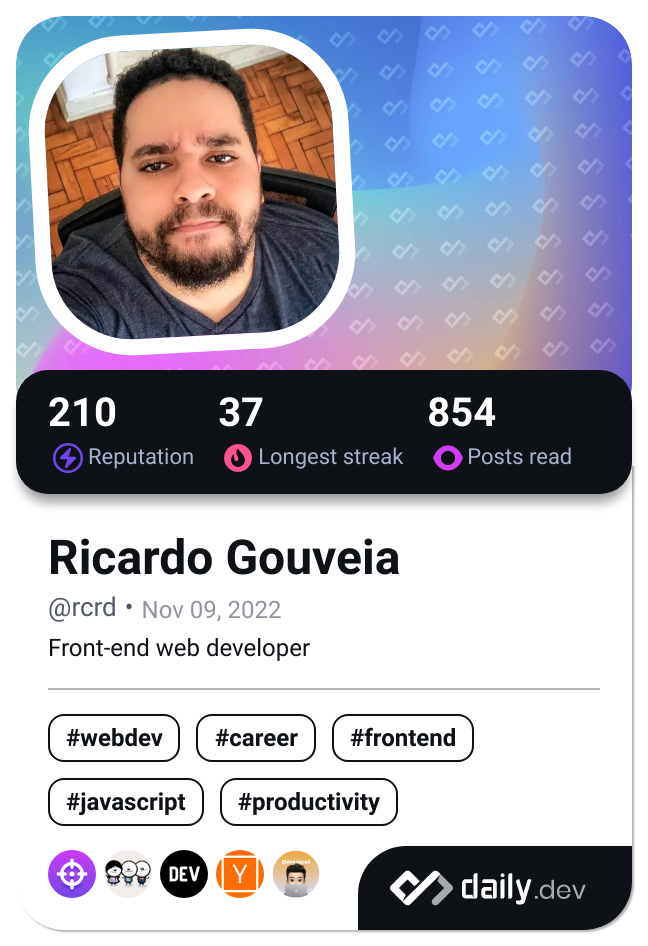 210 37 854
Reputation Longest streak Posts read
Ricardo Gouveia
@rcrd • Nov 09, 2022
Front-end web developer
#webdev #career #frontend
#javascript #productivity
DEV Y
daily.dev